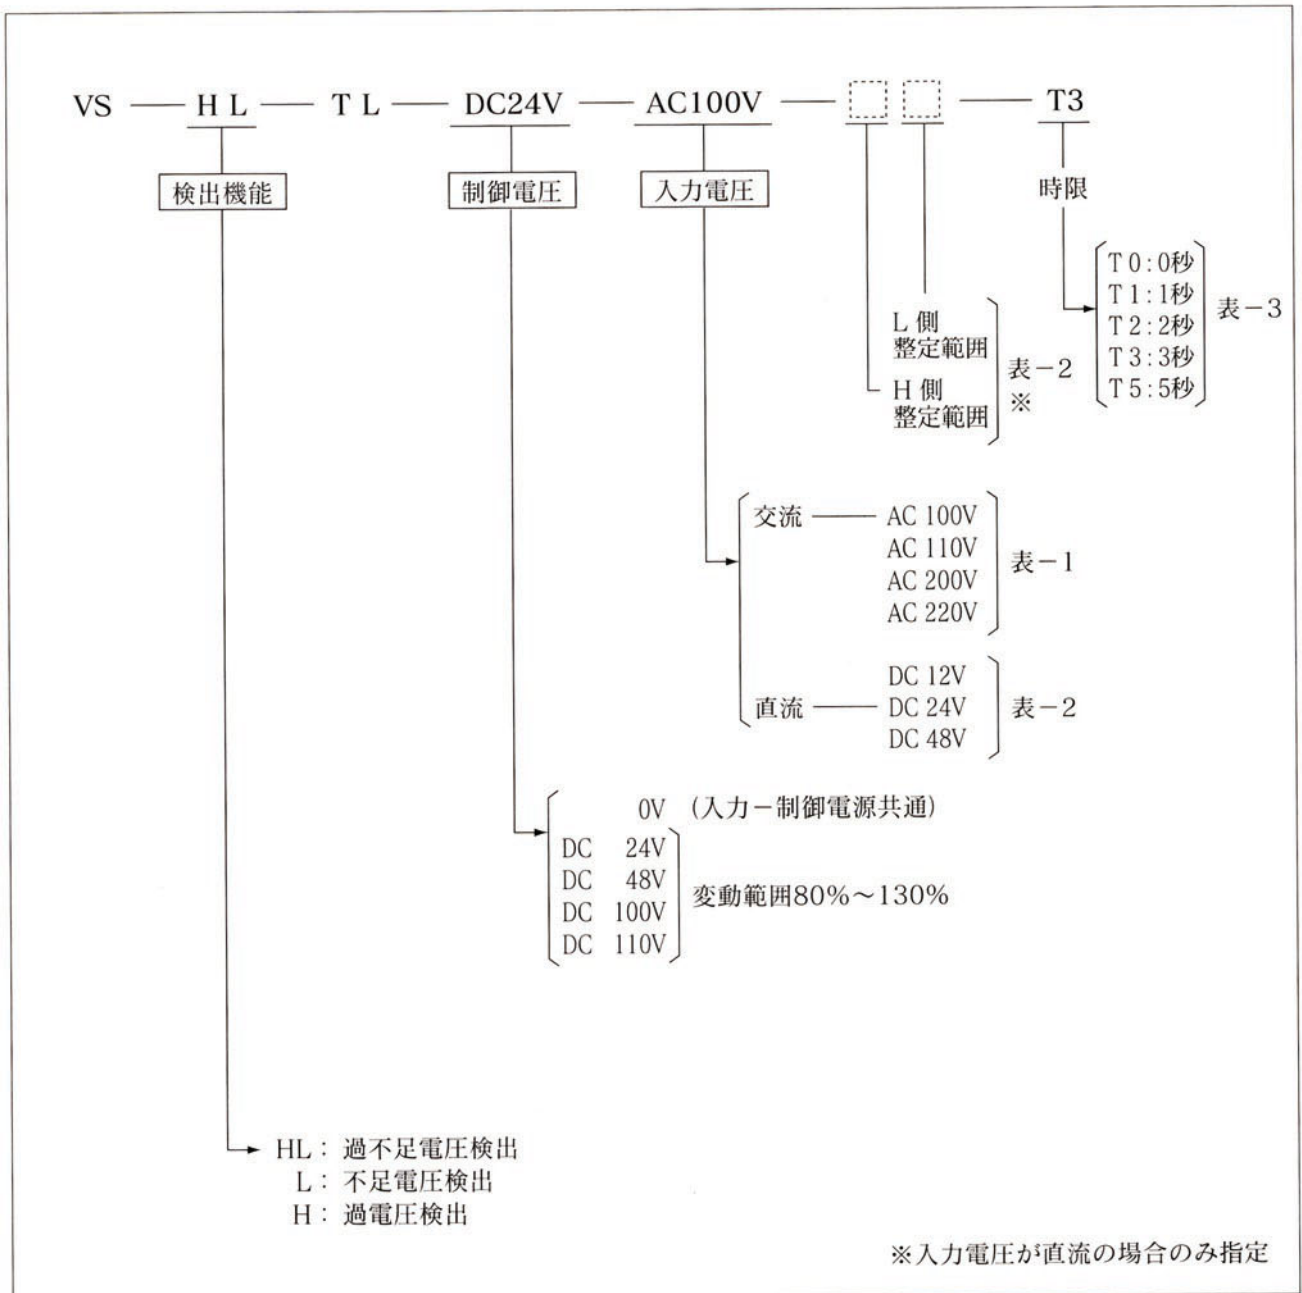 VS — HL — TL — DC24V — AC100V — □ □ — T3
検出機能
制御電圧
入力電圧
時限
T0:0秒
T1:1秒
T2:2秒
T3:3秒
T5:5秒
表−3
L側
整定範囲
H側
整定範囲
表−2
※
交流 — AC 100V
AC 110V
AC 200V
AC 220V
表−1
直流 — DC 12V
DC 24V
DC 48V
表−2
0V (入力−制御電源共通)
DC 24V
DC 48V
DC 100V
DC 110V
変動範囲80%〜130%
HL: 過不足電圧検出
L: 不足電圧検出
H: 過電圧検出
※入力電圧が直流の場合のみ指定